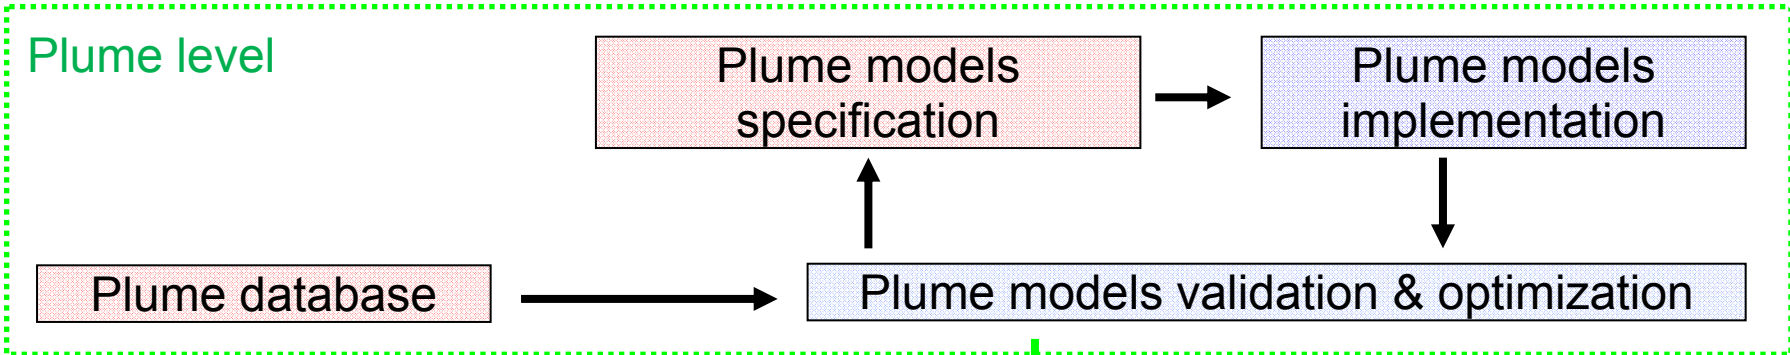 Plume level
Plume models
specification
Plume models
implementation
Plume database
Plume models validation & optimization